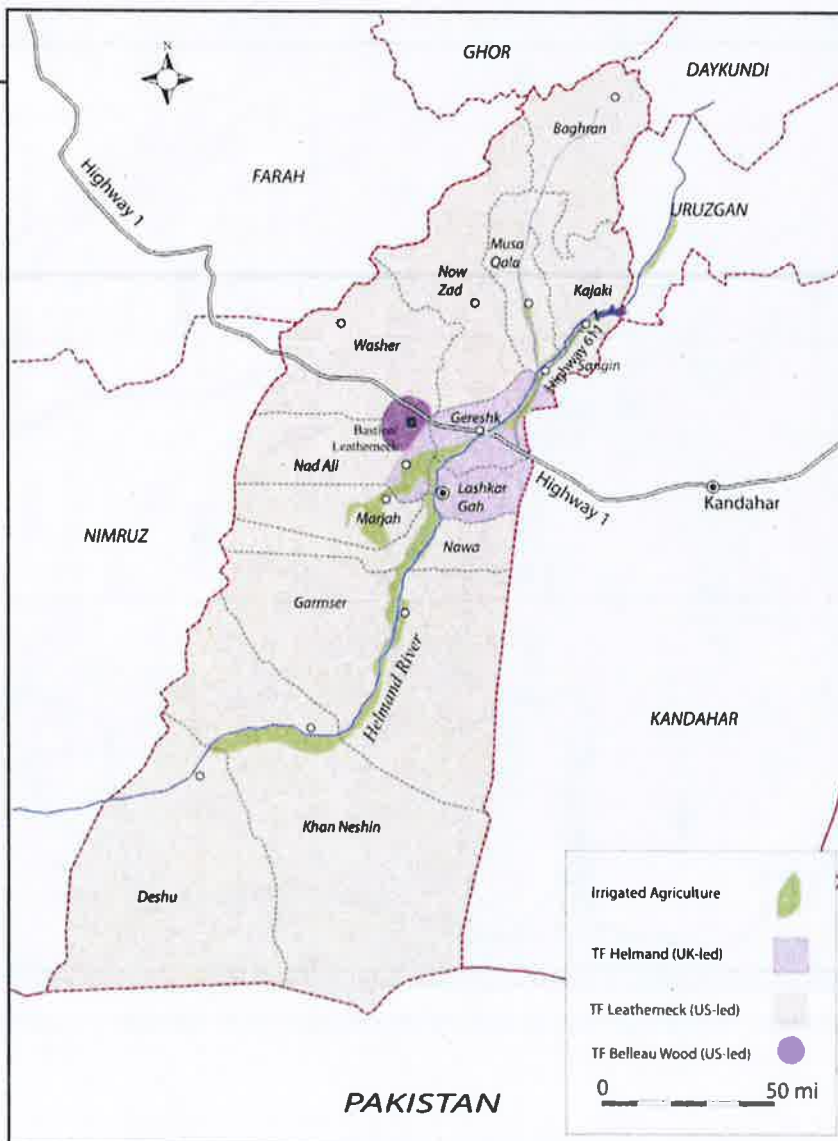 N
GHOR
DAYKUNDI
Baghran
FARAH
Highway 1
URUZGAN
Musa
Qala
Now
Zad
Kajaki
Washer
Highway 611
Sangin
Gereshk
Bastion
Leatherneck
Nad Ali
Highway 1
Lashkar
Gah
Kandahar
Marjah
NIMRUZ
Nawa
Garmser
Helmand River
KANDAHAR
Khan Neshin
Deshu
Irrigated Agriculture
TF Helmand (UK-led)
TF Leatherneck (US-led)
TF Belleau Wood (US-led)
0 50 mi
PAKISTAN